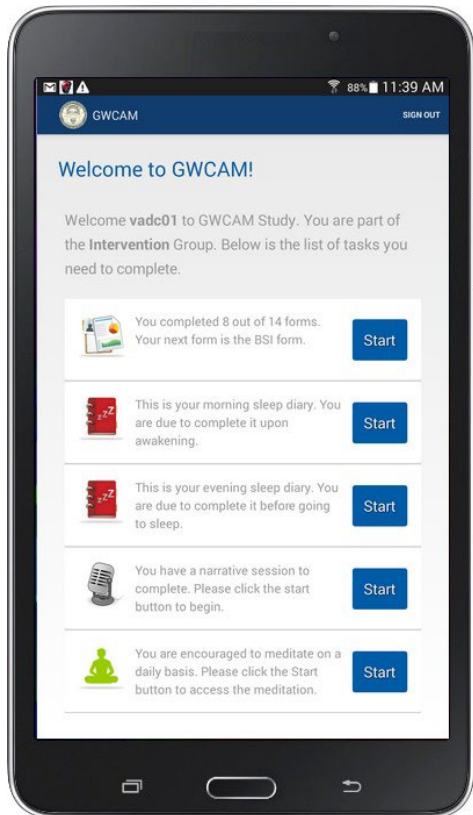 88% 11:39 AM
GWCAM SIGN OUT
Welcome to GWCAM!
Welcome vadc01 to GWCAM Study. You are part of
the Intervention Group. Below is the list of tasks you
need to complete.
You completed 8 out of 14 forms.
Your next form is the BSI form.
Start
This is your morning sleep diary. You
are due to complete it upon
awakening.
Start
zzZ
This is your evening sleep diary. You
are due to complete it before going
to sleep.
Start
zzZ
You have a narrative session to
complete. Please click the start
button to begin.
Start
You are encouraged to meditate on a
daily basis. Please click the Start
button to access the meditation.
Start